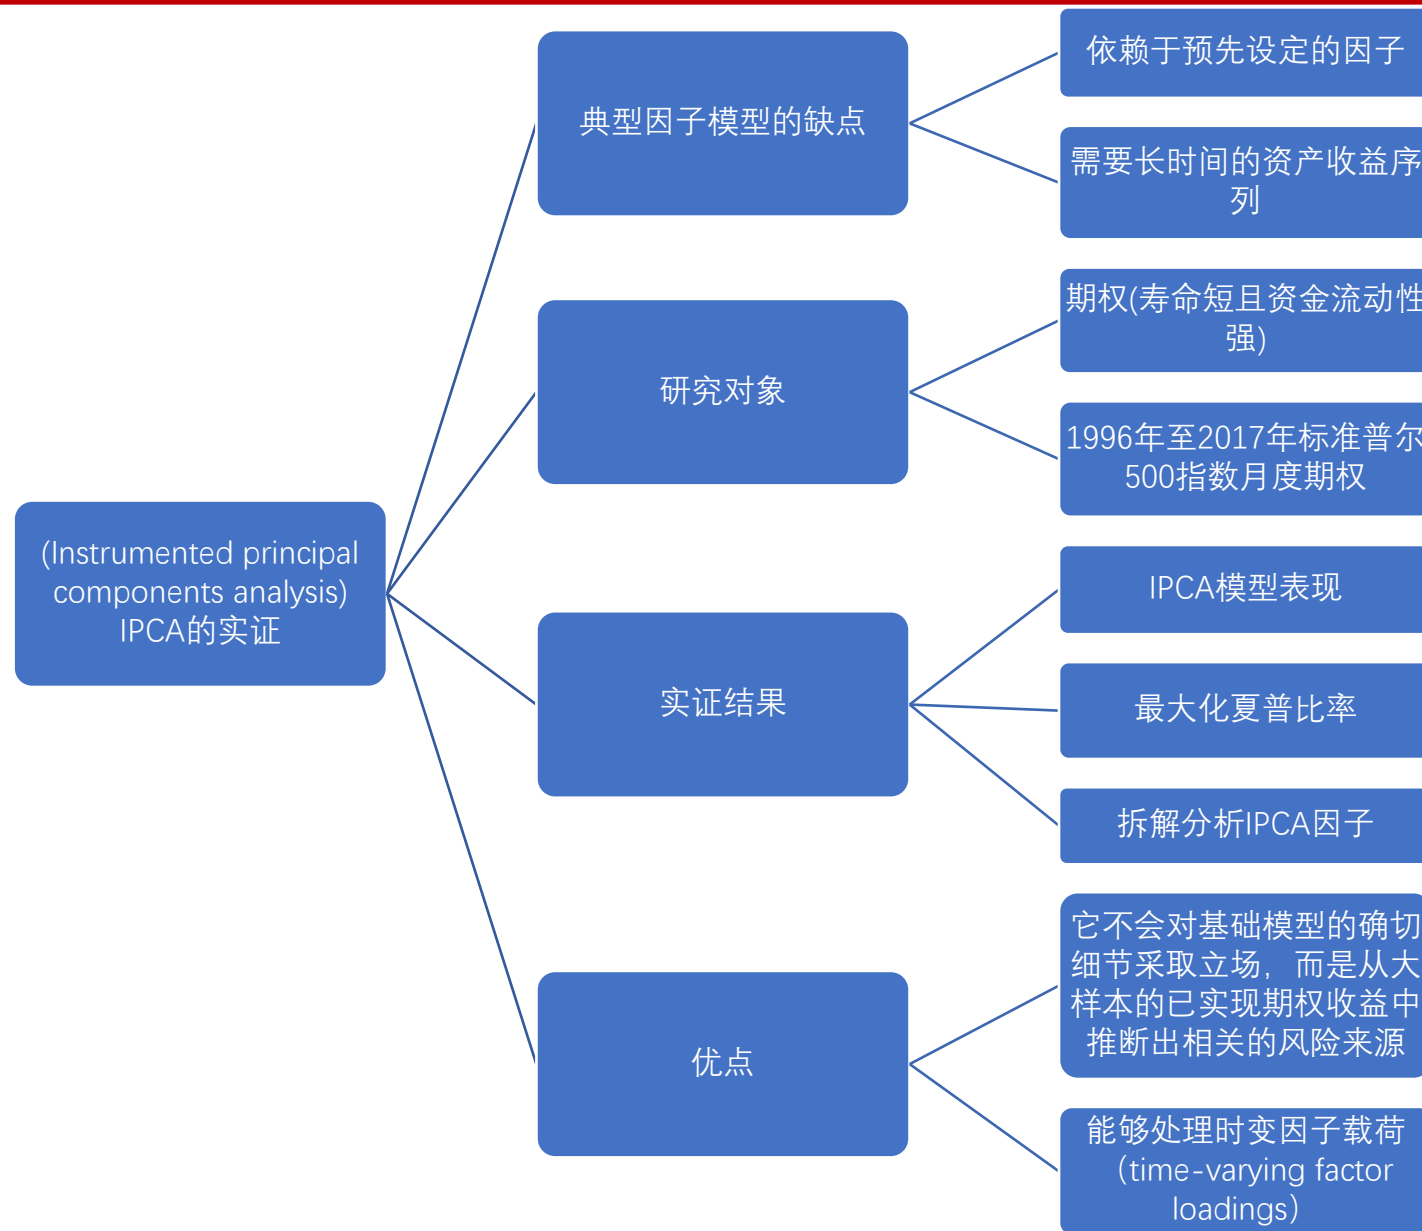 (Instrumented principal
components analysis)
IPCA的实证
典型因子模型的缺点
依赖于预先设定的因子
需要长时间的资产收益序
列
研究对象
期权(寿命短且资金流动性
强)
1996年至2017年标准普尔
500指数月度期权
实证结果
IPCA模型表现
最大化夏普比率
拆解分析IPCA因子
优点
它不会对基础模型的确切
细节采取立场，而是从大
样本的已实现期权收益中
推断出相关的风险来源
能够处理时变因子载荷
（time-varying factor
loadings）